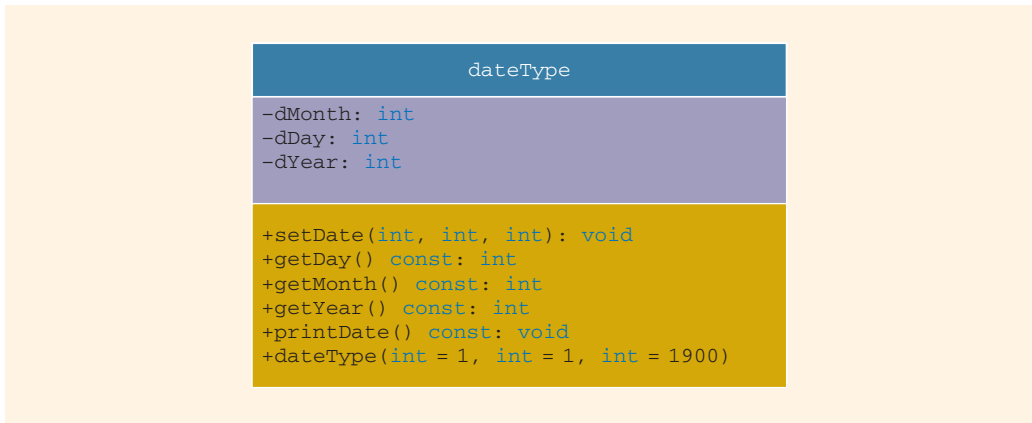 dateType
-dMonth: int
-dDay: int
-dYear: int
+setDate(int, int, int): void
+getDay() const: int
+getMonth() const: int
+getYear() const: int
+printDate() const: void
+dateType(int = 1, int = 1, int = 1900)